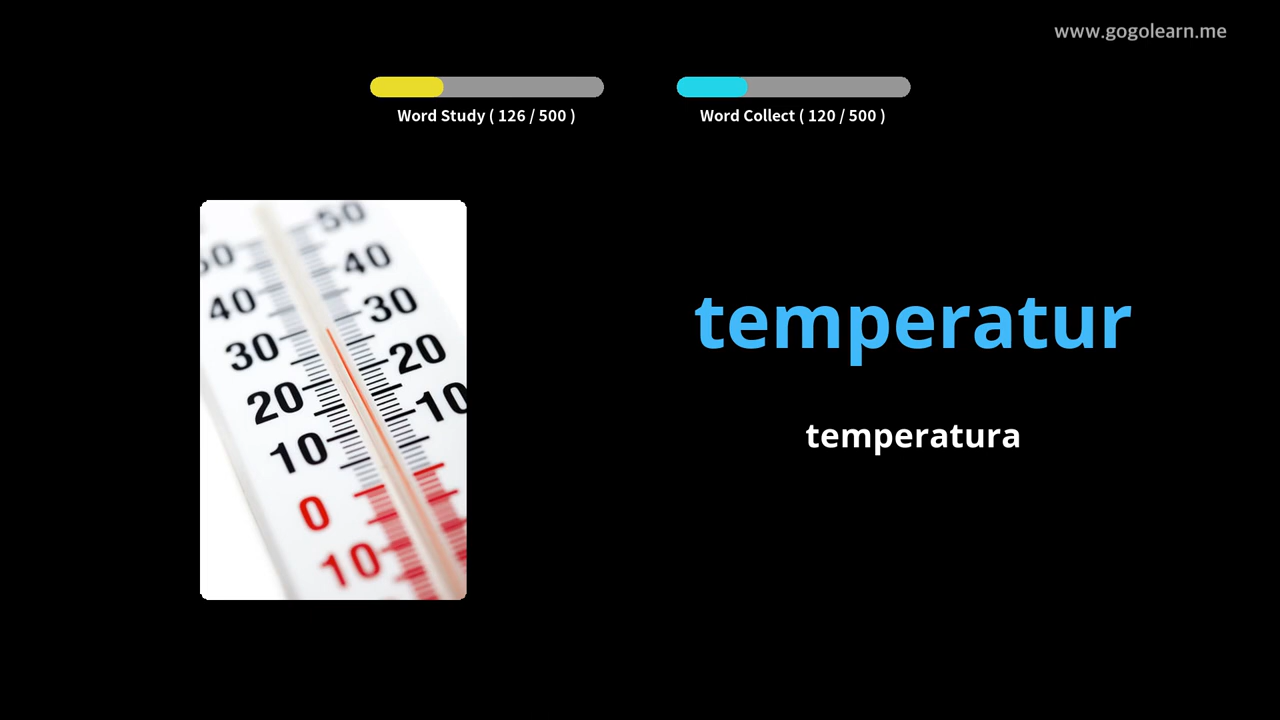 www.gogolearn.me
Word Study ( 126 / 500 )
Word Collect ( 120 / 500 )
50
50
40
40
30
30
20
20
10
10
0
10
temperatur
temperatura